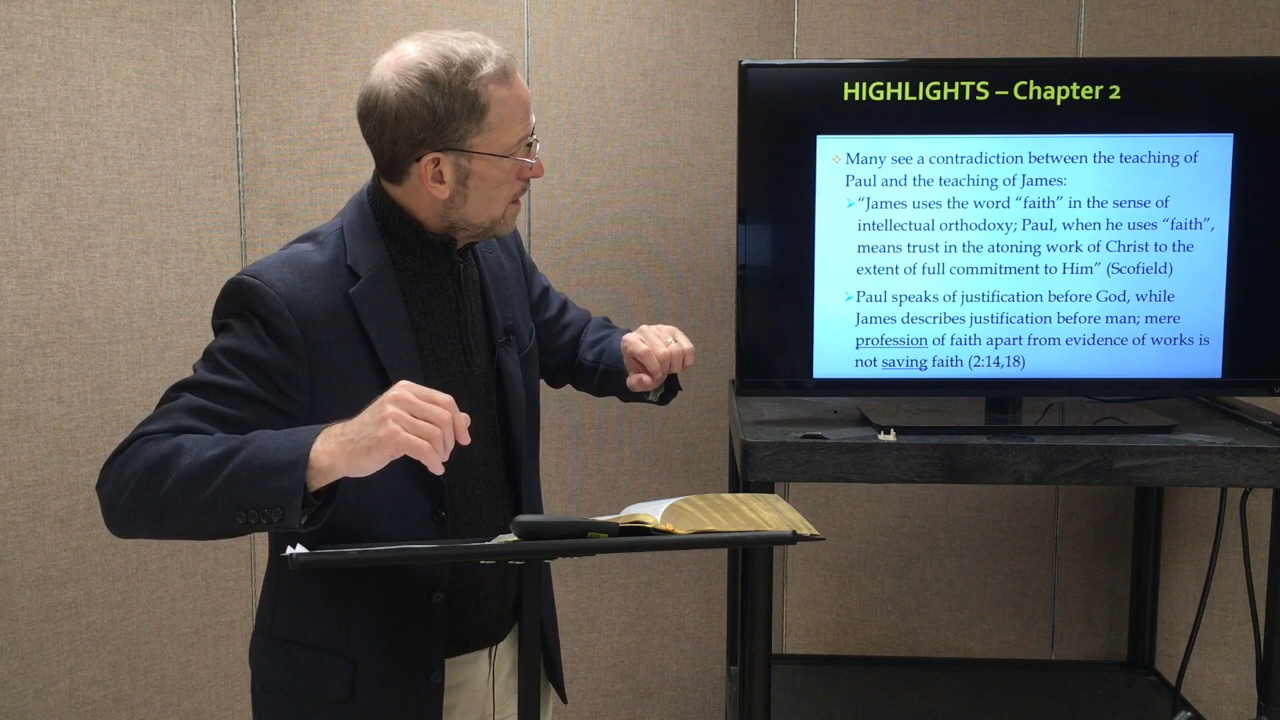 HIGHLIGHTS – Chapter 2
Many see a contradiction between the teaching of
Paul and the teaching of James:
“James uses the word “faith” in the sense of
intellectual orthodoxy; Paul, when he uses “faith”,
means trust in the atoning work of Christ to the
extent of full commitment to Him” (Scofield)
Paul speaks of justification before God, while
James describes justification before man; mere
profession of faith apart from evidence of works is
not saving faith (2:14,18)